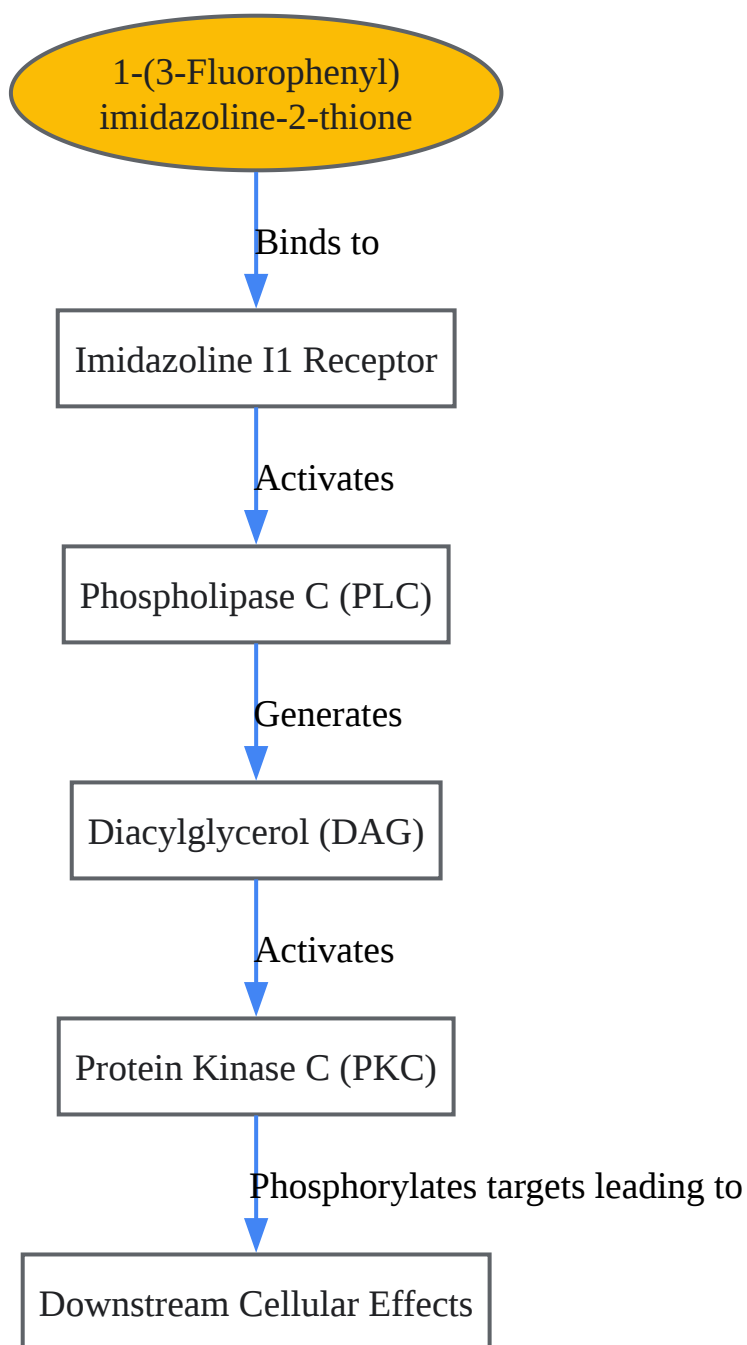 1-(3-Fluorophenyl)
imidazoline-2-thione
Binds to
Imidazoline I1 Receptor
Activates
Phospholipase C (PLC)
Generates
Diacylglycerol (DAG)
Activates
Protein Kinase C (PKC)
Phosphorylates targets leading to
Downstream Cellular Effects